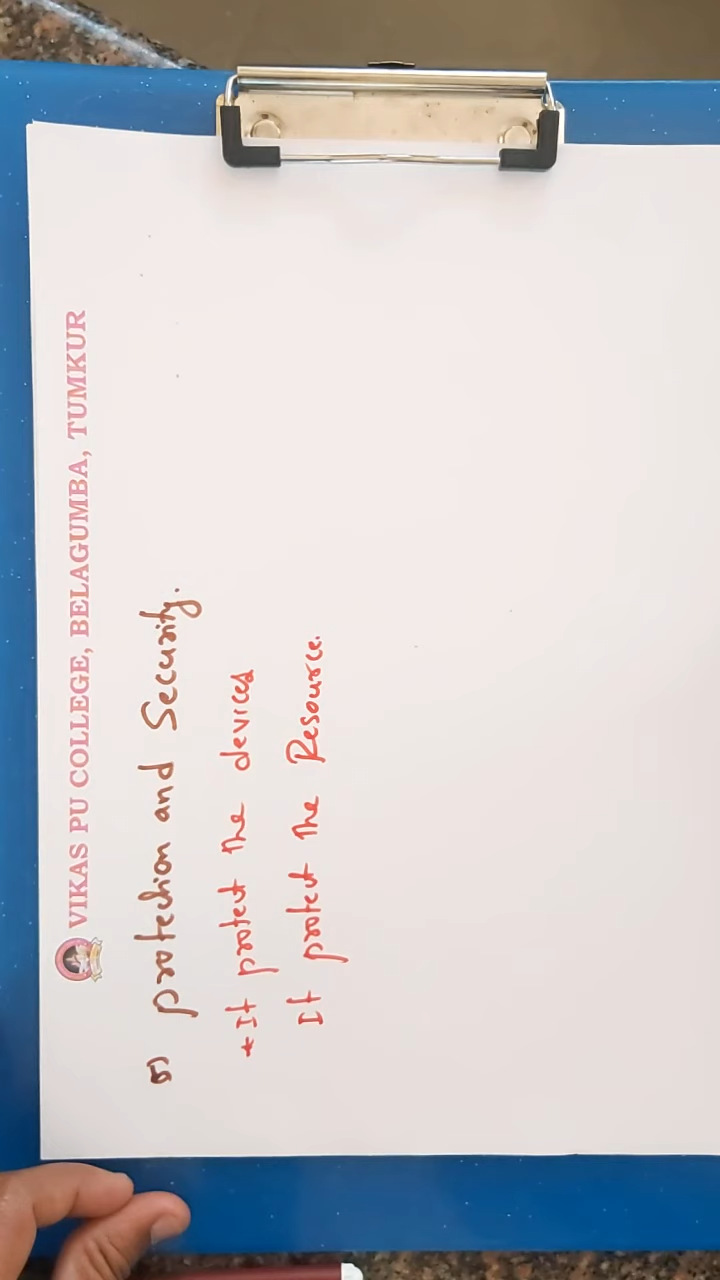 VIKAS PU COLLEGE, BELAGUMBA, TUMKUR
5) protection and Security.
* It protect the devices
It protect the Resource.